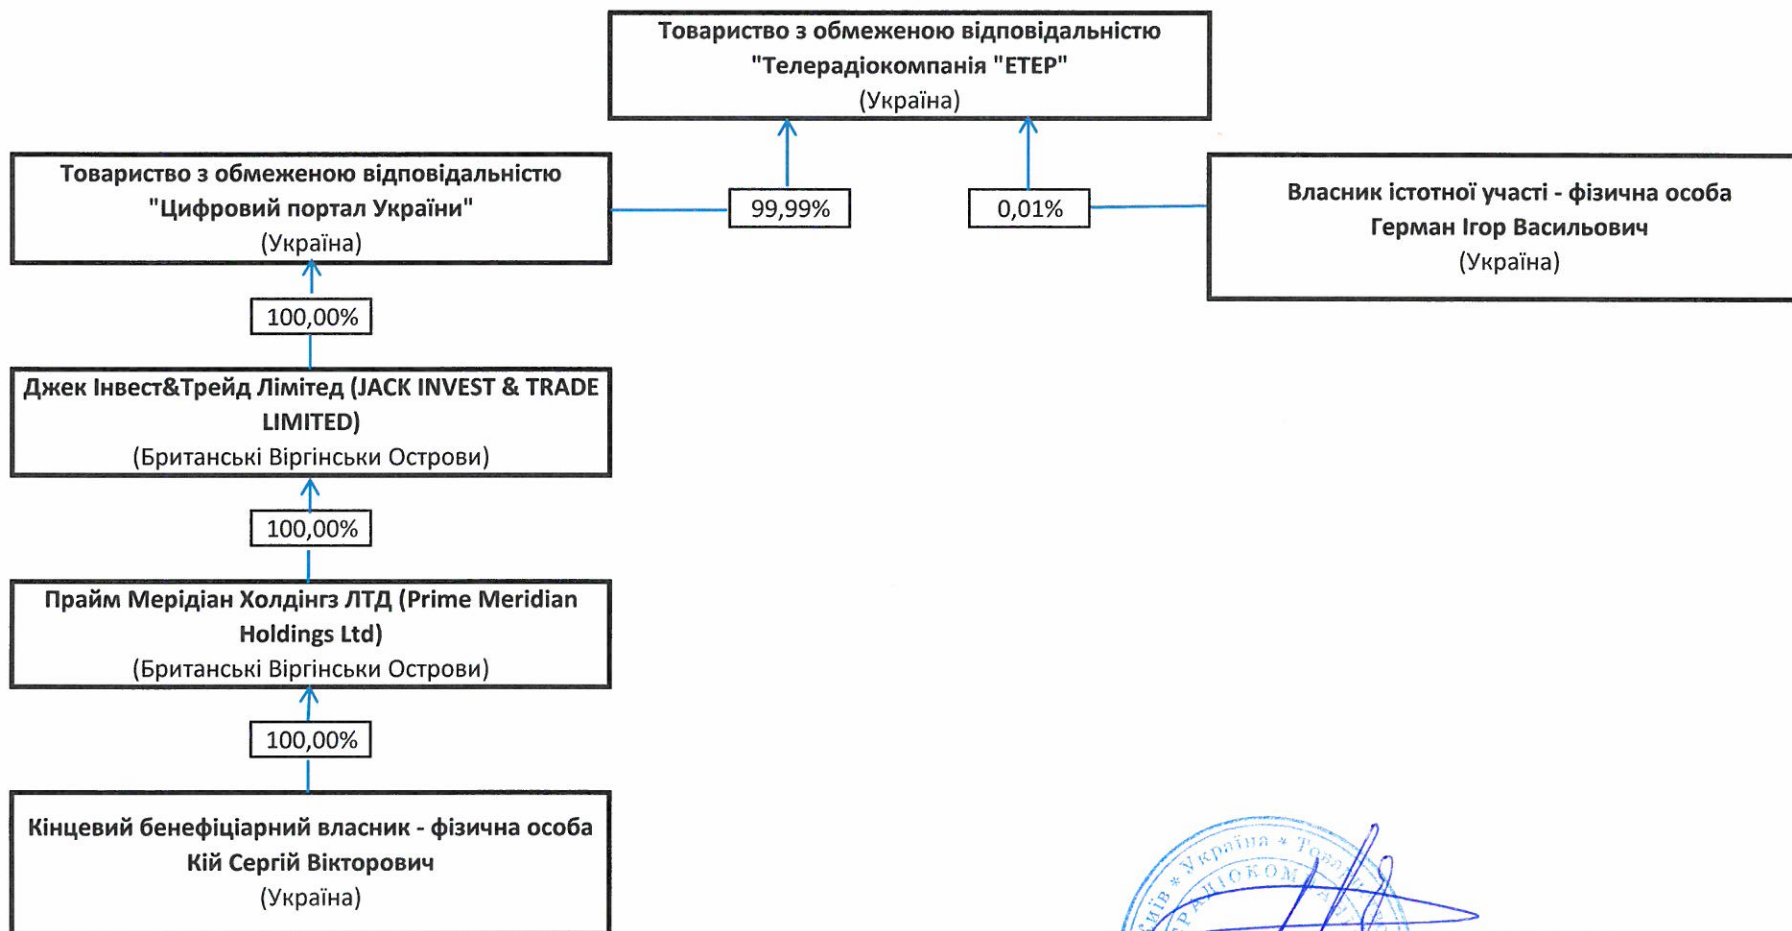 Товариство з обмеженою відповідальністю
"Телерадіокомпанія "ЕТЕР"
(Україна)
Товариство з обмеженою відповідальністю
"Цифровий портал України"
(Україна)
99,99%
0,01%
Власник істотної участі - фізична особа
Герман Ігор Васильович
(Україна)
100,00%
Джек Інвест&Трейд Лімітед (JACK INVEST & TRADE
LIMITED)
(Британські Віргінськи Острови)
100,00%
Прайм Мерідіан Холдінгз ЛТД (Prime Meridian
Holdings Ltd)
(Британські Віргінськи Острови)
100,00%
Кінцевий бенефіціарний власник - фізична особа
Кій Сергій Вікторович
(Україна)
Україна